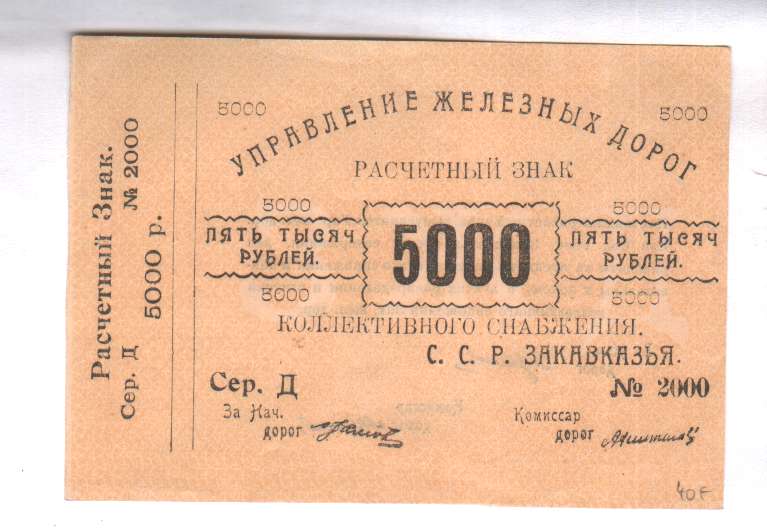 Расчетный Знак.
Сер. Д № 2000
5000 р.
5000 5000
УПРАВЛЕНИЕ ЖЕЛЕЗНЫХ ДОРОГ
РАСЧЕТНЫЙ ЗНАК
5000 5000
ПЯТЬ ТЫСЯЧ РУБЛЕЙ.
5000
ПЯТЬ ТЫСЯЧ РУБЛЕЙ.
5000 5000
КОЛЛЕКТИВНОГО СНАБЖЕНИЯ.
С. С. Р. ЗАКАВКАЗЬЯ.
Сер. Д № 2000
За Нач. дорог
Комиссар дорог
40F